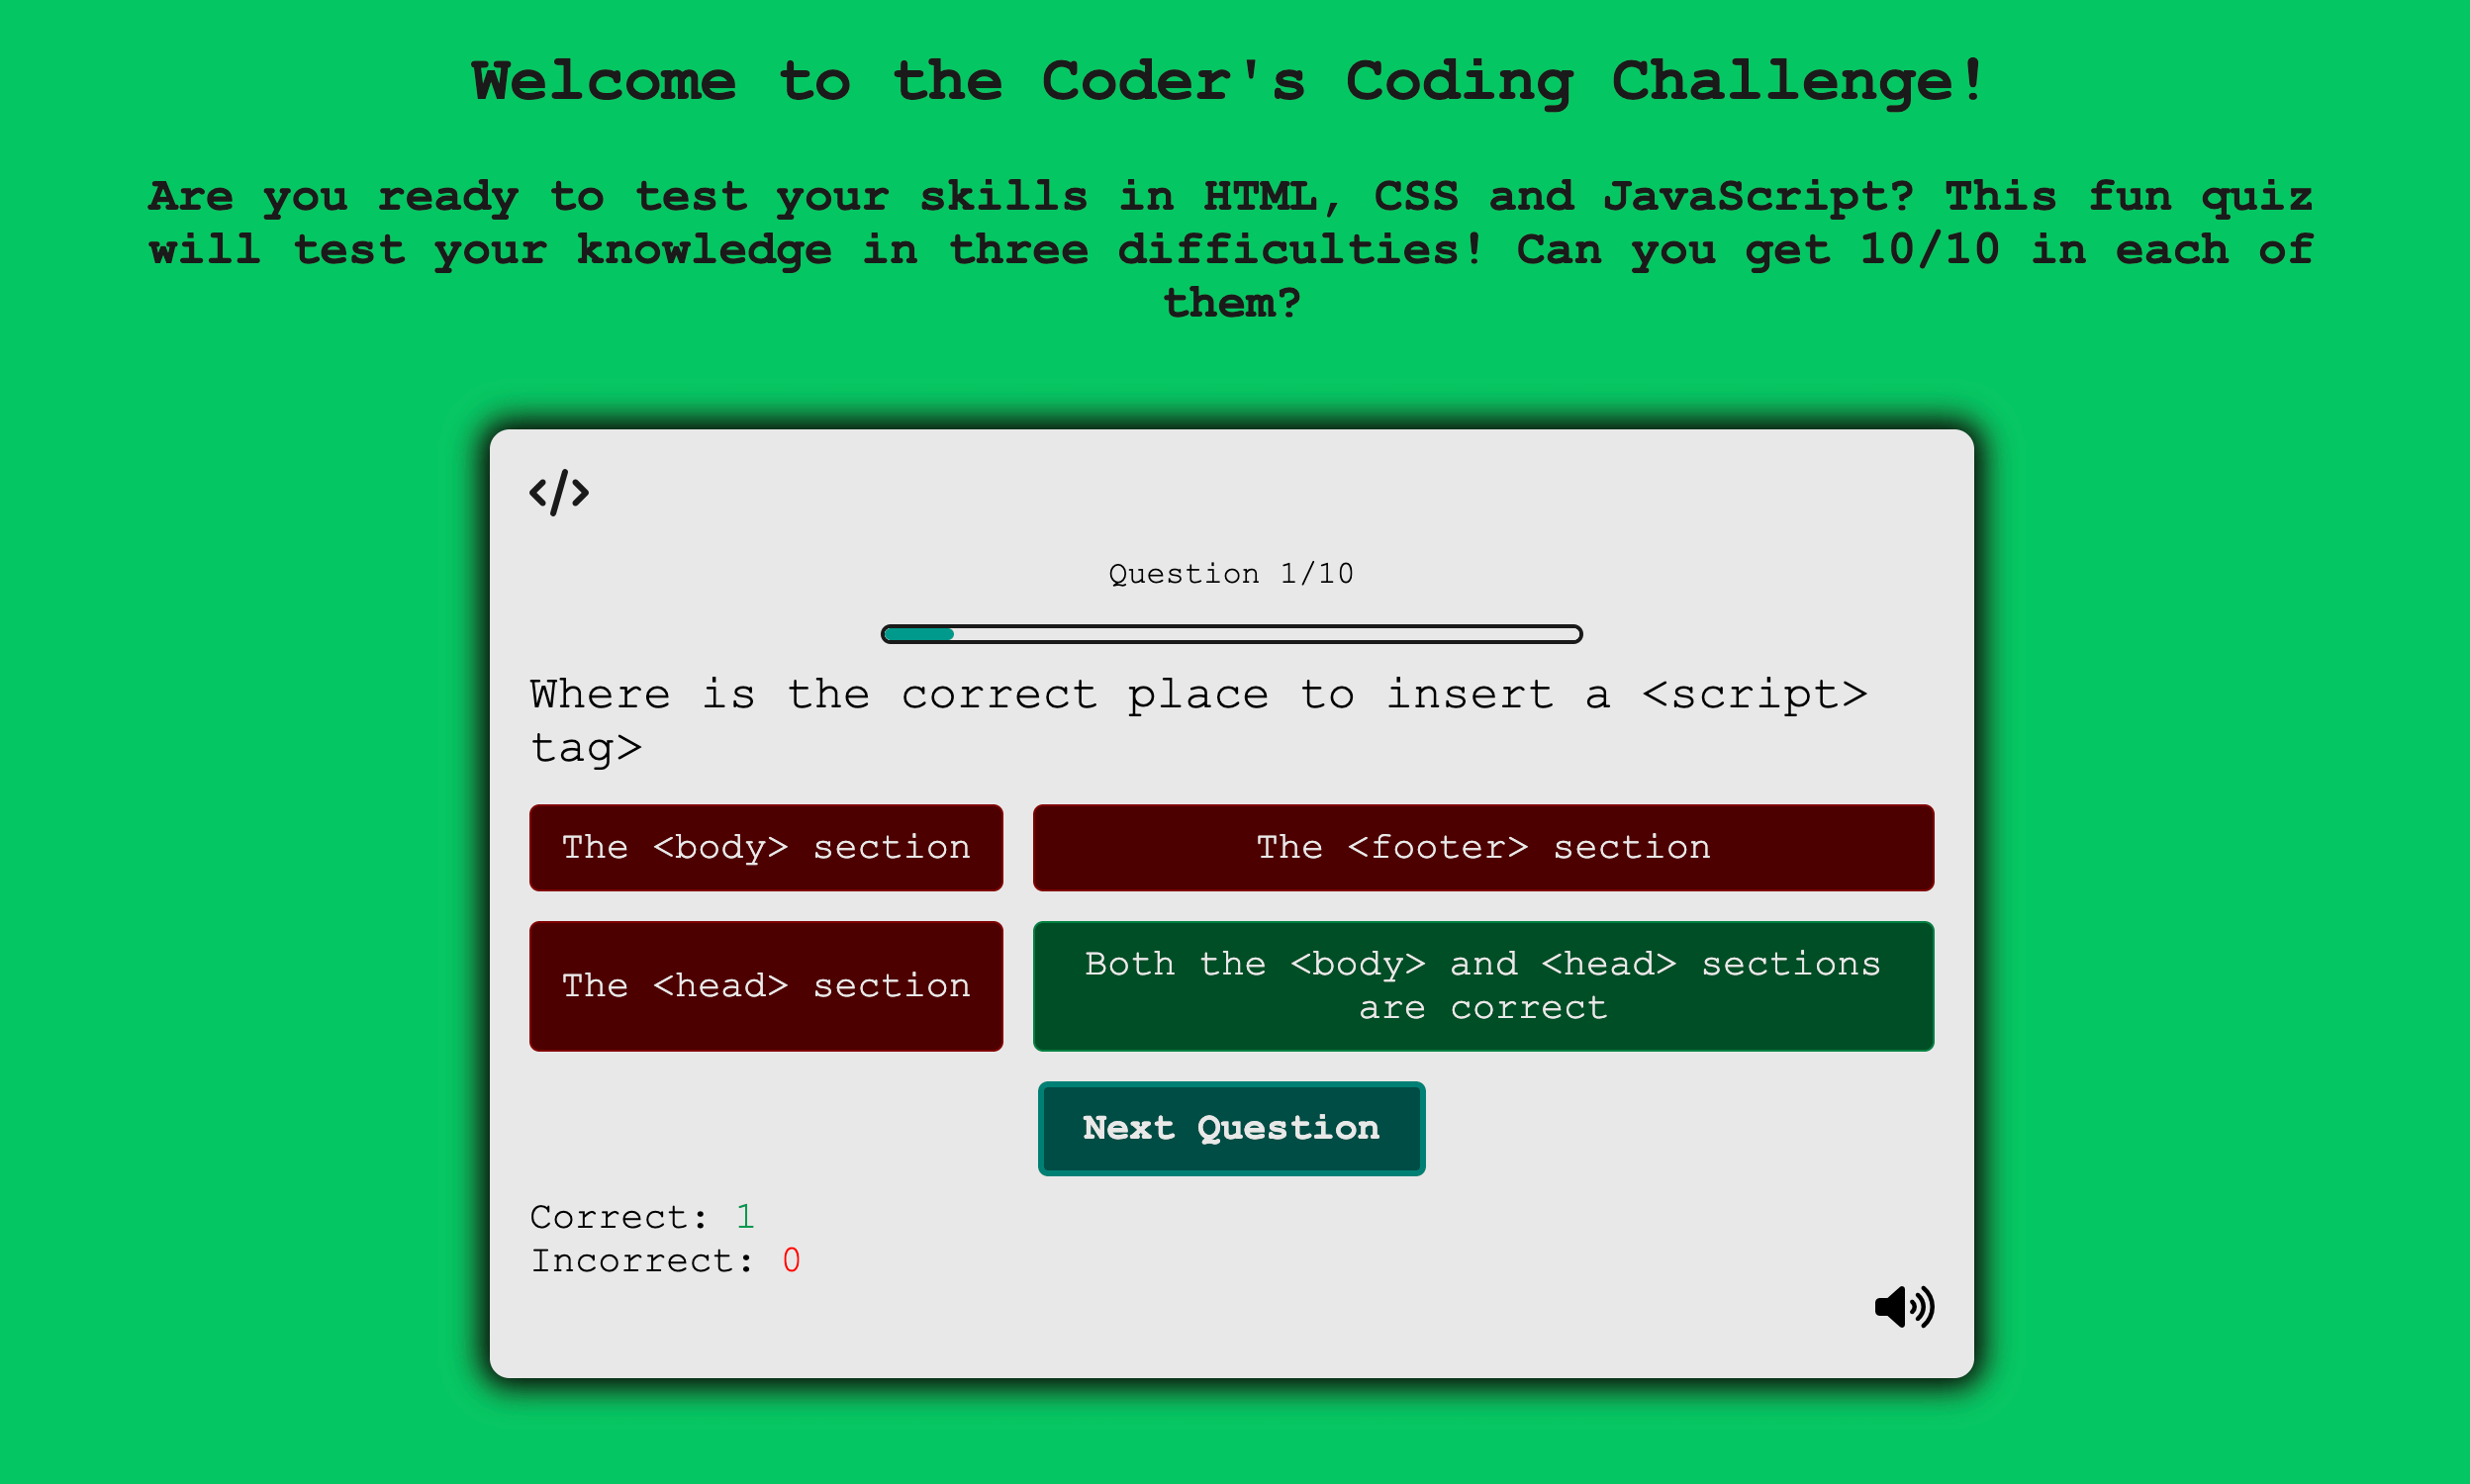 Welcome to the Coder's Coding Challenge!
Are you ready to test your skills in HTML, CSS and JavaScript? This fun quiz
will test your knowledge in three difficulties! Can you get 10/10 in each of
them?
</>
Question 1/10
Where is the correct place to insert a <script>
tag>
The <body> section
The <footer> section
The <head> section
Both the <body> and <head> sections
are correct
Next Question
Correct: 1
Incorrect: 0